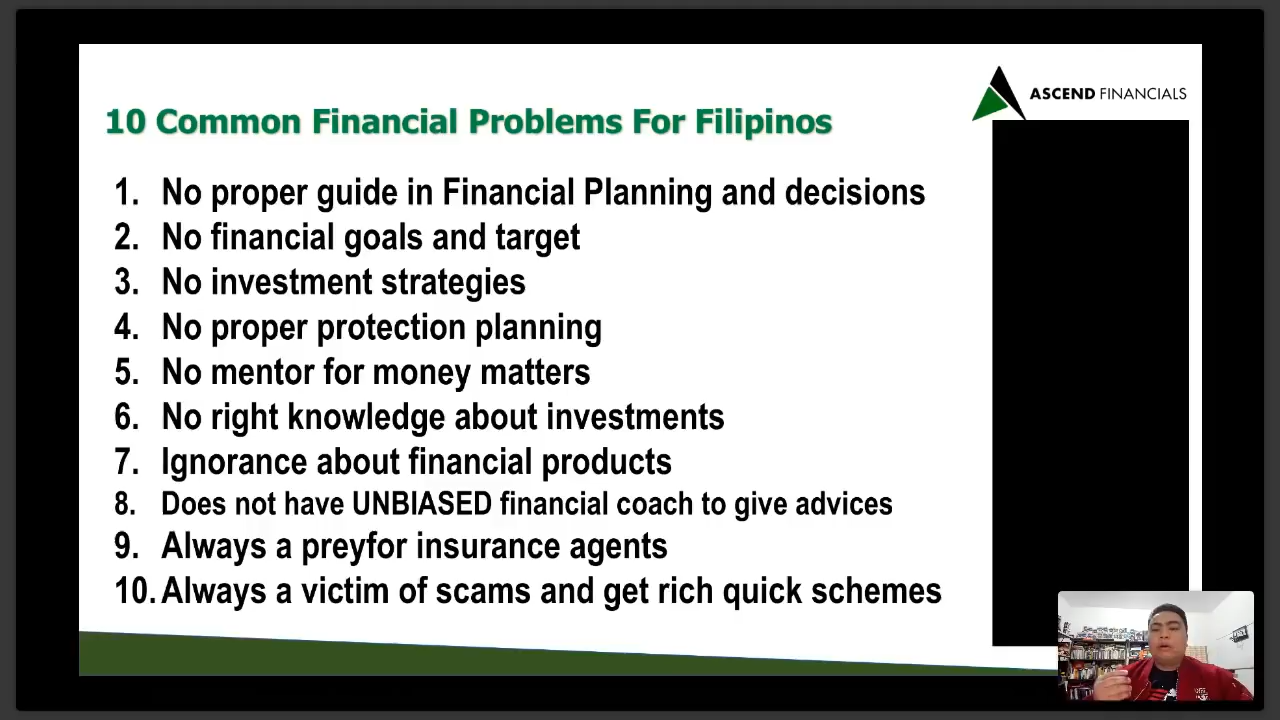 ASCEND FINANCIALS
10 Common Financial Problems For Filipinos
1. No proper guide in Financial Planning and decisions
2. No financial goals and target
3. No investment strategies
4. No proper protection planning
5. No mentor for money matters
6. No right knowledge about investments
7. Ignorance about financial products
8. Does not have UNBIASED financial coach to give advices
9. Always a preyfor insurance agents
10. Always a victim of scams and get rich quick schemes